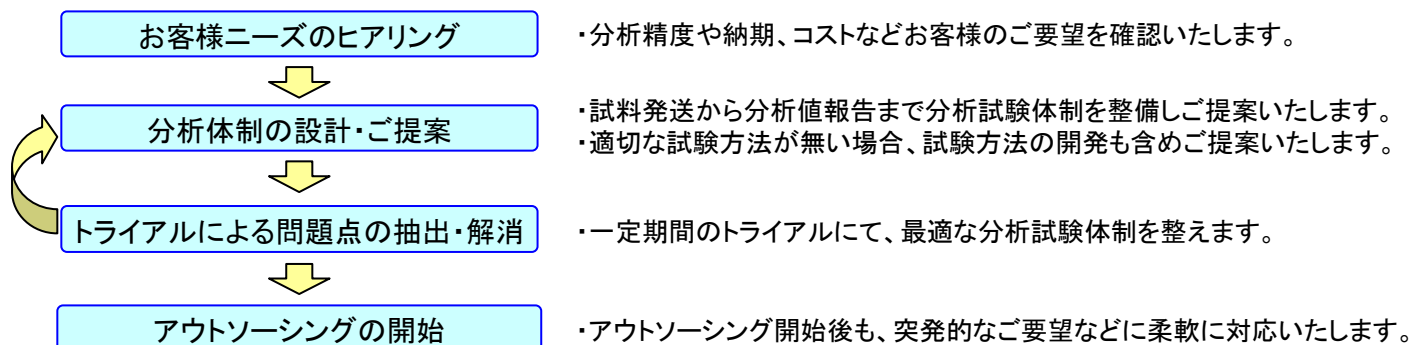 お客様ニーズのヒアリング
・分析精度や納期、コストなどお客様のご要望を確認いたします。
分析体制の設計・ご提案
・試料発送から分析値報告まで分析試験体制を整備しご提案いたします。
・適切な試験方法が無い場合、試験方法の開発も含めご提案いたします。
トライアルによる問題点の抽出・解消
・一定期間のトライアルにて、最適な分析試験体制を整えます。
アウトソーシングの開始
・アウトソーシング開始後も、突発的なご要望などに柔軟に対応いたします。